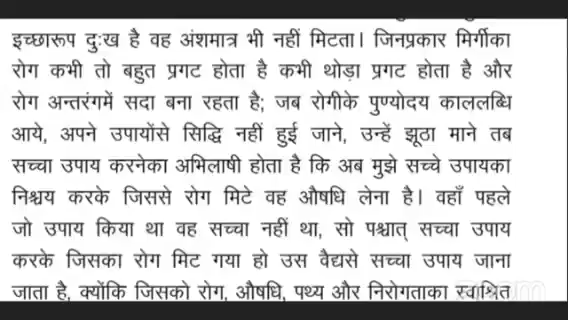 इच्छारूप दुःख है वह अंशमात्र भी नहीं मिटता। जिनप्रकार मिर्गीका
रोग कभी तो बहुत प्रगट होता है कभी थोड़ा प्रगट होता है और
रोग अन्तरंगमें सदा बना रहता है; जब रोगीके पुण्योदय काललब्धि
आये, अपने उपायोंसे सिद्धि नहीं हुई जाने, उन्हें झूठा माने तब
सच्चा उपाय करनेका अभिलाषी होता है कि अब मुझे सच्चे उपायका
निश्चय करके जिससे रोग मिटे वह औषधि लेना है। वहाँ पहले
जो उपाय किया था वह सच्चा नहीं था, सो पश्चात् सच्चा उपाय
करके जिसका रोग मिट गया हो उस वैद्यसे सच्चा उपाय जाना
जाता है, क्योंकि जिसको रोग, औषधि, पथ्य और निरोगताका स्वाश्रित
zoom